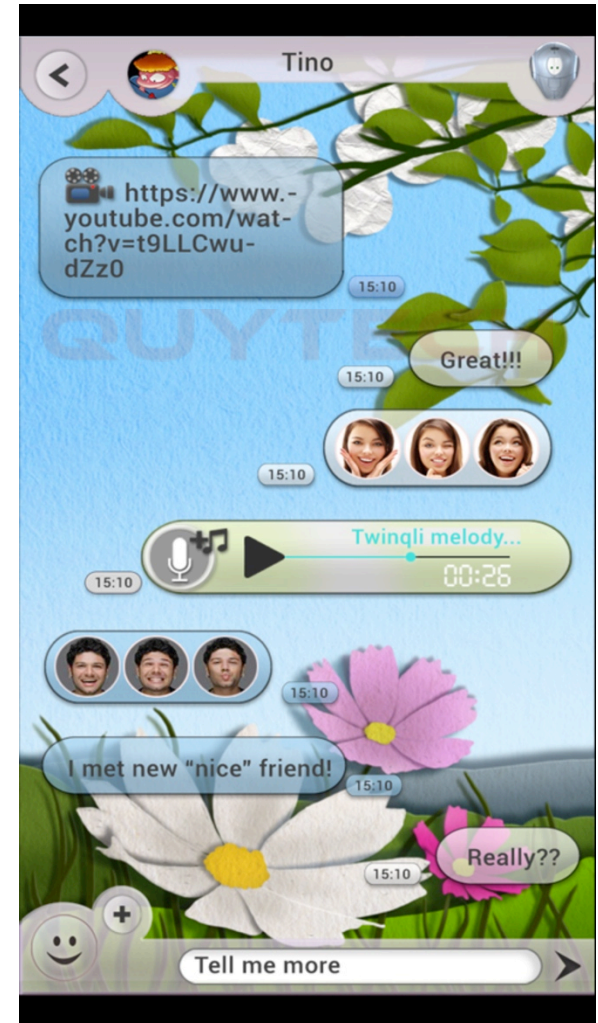 Tino
https://www.-
youtube.com/wat-
ch?v=t9LLCwu-
dZz0
15:10
QUYTECH
Great!!!
15:10
15:10
Twinqli melody...
00:26
15:10
15:10
I met new “nice” friend!
15:10
Really??
15:10
Tell me more